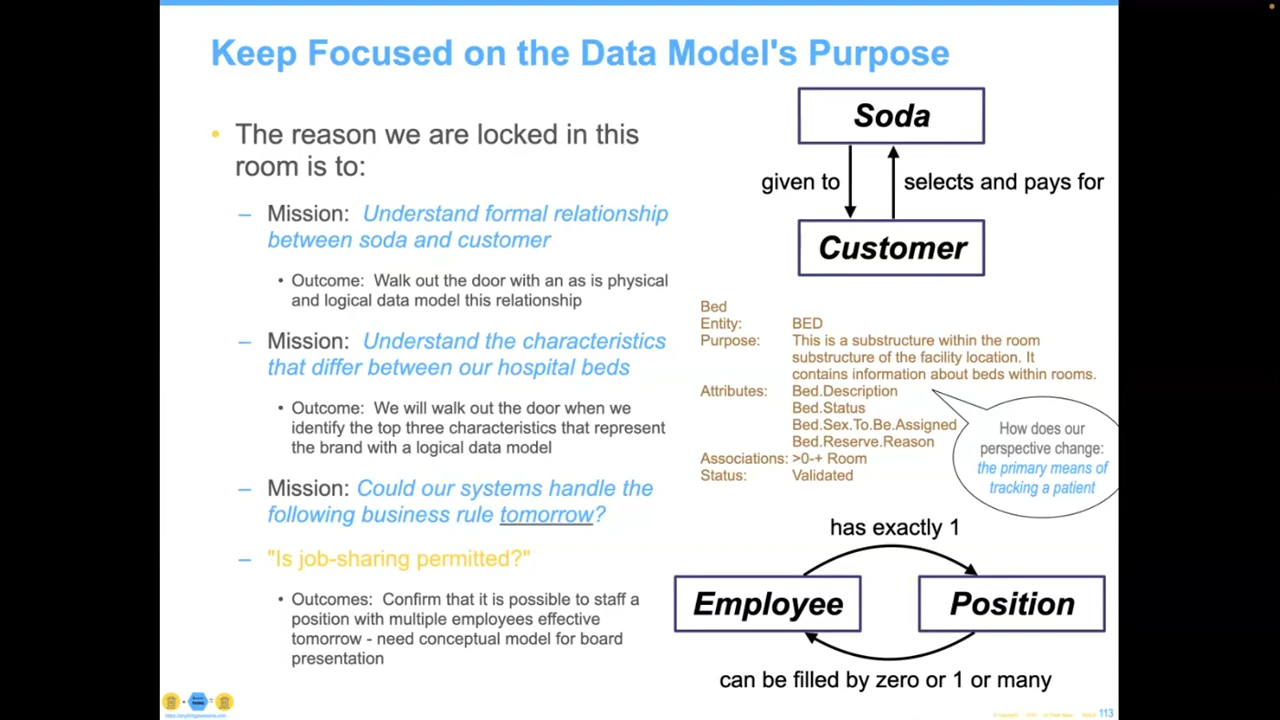 Keep Focused on the Data Model's Purpose
• The reason we are locked in this
room is to:
– Mission: Understand formal relationship
between soda and customer
• Outcome: Walk out the door with an as is physical
and logical data model this relationship
– Mission: Understand the characteristics
that differ between our hospital beds
• Outcome: We will walk out the door when we
identify the top three characteristics that represent
the brand with a logical data model
– Mission: Could our systems handle the
following business rule tomorrow?
– "Is job-sharing permitted?"
• Outcomes: Confirm that it is possible to staff a
position with multiple employees effective
tomorrow - need conceptual model for board
presentation
Soda
given to
selects and pays for
Customer
Bed
Entity: BED
Purpose: This is a substructure within the room
substructure of the facility location. It
contains information about beds within rooms.
Attributes: Bed.Description
Bed.Status
Bed.Sex.To.Be.Assigned
Bed.Reserve.Reason
Associations: >0-+ Room
Status: Validated
How does our
perspective change:
the primary means of
tracking a patient
has exactly 1
Employee
Position
can be filled by zero or 1 or many
113